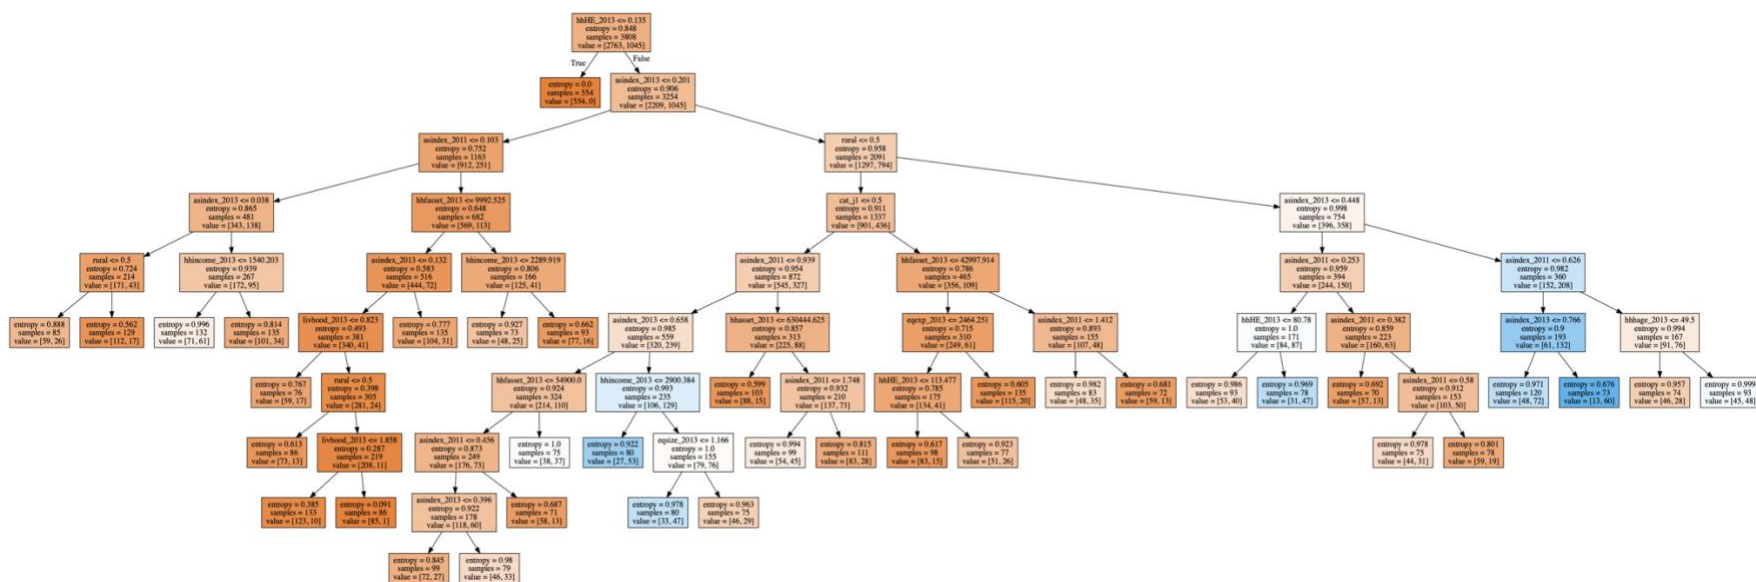 hhHE_2013 <= 0.135
entropy = 0.848
samples = 3808
value = [2763, 1045]
True
False
entropy = 0.0
samples = 554
value = [554, 0]
asindex_2013 <= 0.201
entropy = 0.906
samples = 3254
value = [2209, 1045]
asindex_2011 <= 0.103
entropy = 0.752
samples = 1163
value = [912, 251]
rural <= 0.5
entropy = 0.958
samples = 2091
value = [1297, 794]
asindex_2013 <= 0.038
entropy = 0.865
samples = 481
value = [343, 138]
hhfasset_2013 <= 9992.525
entropy = 0.648
samples = 682
value = [569, 113]
cat_j1 <= 0.5
entropy = 0.911
samples = 1337
value = [901, 436]
asindex_2013 <= 0.448
entropy = 0.998
samples = 754
value = [396, 358]
rural <= 0.5
entropy = 0.724
samples = 214
value = [171, 43]
hhincome_2013 <= 1540.203
entropy = 0.939
samples = 267
value = [172, 95]
asindex_2013 <= 0.132
entropy = 0.583
samples = 516
value = [444, 72]
hhincome_2013 <= 2289.919
entropy = 0.806
samples = 166
value = [125, 41]
asindex_2011 <= 0.939
entropy = 0.954
samples = 872
value = [545, 327]
hhfasset_2013 <= 42997.914
entropy = 0.786
samples = 465
value = [356, 109]
asindex_2011 <= 0.253
entropy = 0.959
samples = 394
value = [244, 150]
asindex_2011 <= 0.626
entropy = 0.982
samples = 360
value = [152, 208]
entropy = 0.888
samples = 85
value = [59, 26]
entropy = 0.562
samples = 129
value = [112, 17]
entropy = 0.996
samples = 132
value = [71, 61]
entropy = 0.814
samples = 135
value = [101, 34]
livhood_2013 <= 0.823
entropy = 0.493
samples = 381
value = [340, 41]
entropy = 0.777
samples = 135
value = [104, 31]
entropy = 0.927
samples = 73
value = [48, 25]
entropy = 0.662
samples = 93
value = [77, 16]
asindex_2013 <= 0.658
entropy = 0.985
samples = 559
value = [320, 239]
hhasset_2013 <= 630444.625
entropy = 0.857
samples = 313
value = [225, 88]
eqexp_2013 <= 2464.251
entropy = 0.715
samples = 310
value = [249, 61]
asindex_2011 <= 1.412
entropy = 0.893
samples = 155
value = [107, 48]
hhHE_2013 <= 80.78
entropy = 1.0
samples = 171
value = [84, 87]
asindex_2011 <= 0.382
entropy = 0.859
samples = 223
value = [160, 63]
asindex_2013 <= 0.766
entropy = 0.9
samples = 193
value = [61, 132]
hhhage_2013 <= 49.5
entropy = 0.994
samples = 167
value = [91, 76]
entropy = 0.767
samples = 76
value = [59, 17]
rural <= 0.5
entropy = 0.398
samples = 305
value = [281, 24]
hhfasset_2013 <= 54900.0
entropy = 0.924
samples = 324
value = [214, 110]
hhincome_2013 <= 2900.384
entropy = 0.993
samples = 235
value = [106, 129]
entropy = 0.599
samples = 103
value = [88, 15]
asindex_2011 <= 1.748
entropy = 0.932
samples = 210
value = [137, 73]
hhHE_2013 <= 113.477
entropy = 0.785
samples = 175
value = [134, 41]
entropy = 0.605
samples = 135
value = [115, 20]
entropy = 0.982
samples = 83
value = [48, 35]
entropy = 0.681
samples = 72
value = [59, 13]
entropy = 0.986
samples = 93
value = [53, 40]
entropy = 0.969
samples = 78
value = [31, 47]
entropy = 0.692
samples = 70
value = [57, 13]
asindex_2011 <= 0.58
entropy = 0.912
samples = 153
value = [103, 50]
entropy = 0.971
samples = 120
value = [48, 72]
entropy = 0.676
samples = 73
value = [13, 60]
entropy = 0.957
samples = 74
value = [46, 28]
entropy = 0.999
samples = 93
value = [45, 48]
entropy = 0.613
samples = 86
value = [73, 13]
livhood_2013 <= 1.858
entropy = 0.287
samples = 219
value = [208, 11]
asindex_2011 <= 0.456
entropy = 0.873
samples = 249
value = [176, 73]
entropy = 1.0
samples = 75
value = [38, 37]
entropy = 0.922
samples = 80
value = [27, 53]
eqsize_2013 <= 1.166
entropy = 1.0
samples = 155
value = [79, 76]
entropy = 0.994
samples = 99
value = [54, 45]
entropy = 0.815
samples = 111
value = [83, 28]
entropy = 0.617
samples = 98
value = [83, 15]
entropy = 0.923
samples = 77
value = [51, 26]
entropy = 0.978
samples = 75
value = [44, 31]
entropy = 0.801
samples = 78
value = [59, 19]
entropy = 0.385
samples = 133
value = [123, 10]
entropy = 0.091
samples = 86
value = [85, 1]
asindex_2013 <= 0.396
entropy = 0.922
samples = 178
value = [118, 60]
entropy = 0.687
samples = 71
value = [58, 13]
entropy = 0.978
samples = 80
value = [33, 47]
entropy = 0.963
samples = 75
value = [46, 29]
entropy = 0.845
samples = 99
value = [72, 27]
entropy = 0.98
samples = 79
value = [46, 33]